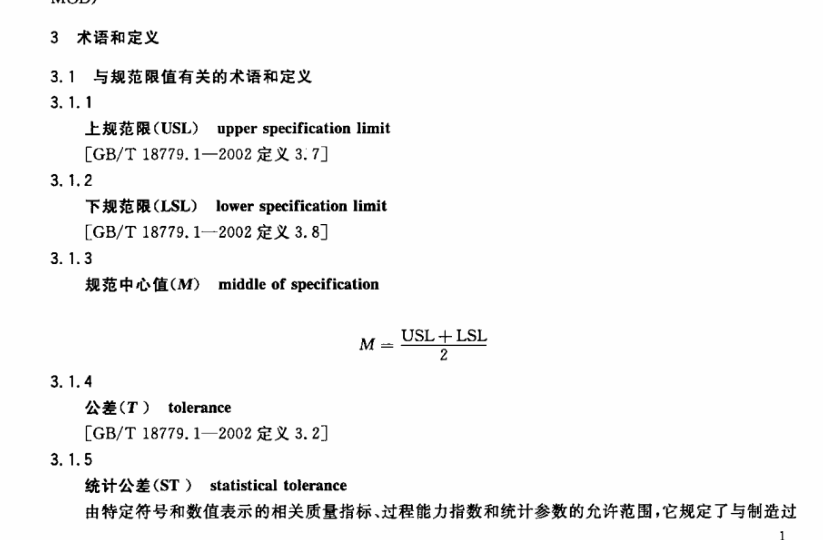 3 术语和定义
3.1 与规范限值有关的术语和定义
3.1.1
上规范限(USL) upper specification limit
[GB/T 18779.1—2002 定义 3.7]
3.1.2
下规范限(LSL) lower specification limit
[GB/T 18779.1—2002 定义 3.8]
3.1.3
规范中心值(M) middle of specification
M = (USL + LSL) / 2
3.1.4
公差(T) tolerance
[GB/T 18779.1—2002 定义 3.2]
3.1.5
统计公差(ST) statistical tolerance
由特定符号和数值表示的相关质量指标、过程能力指数和统计参数的允许范围,它规定了与制造过
1